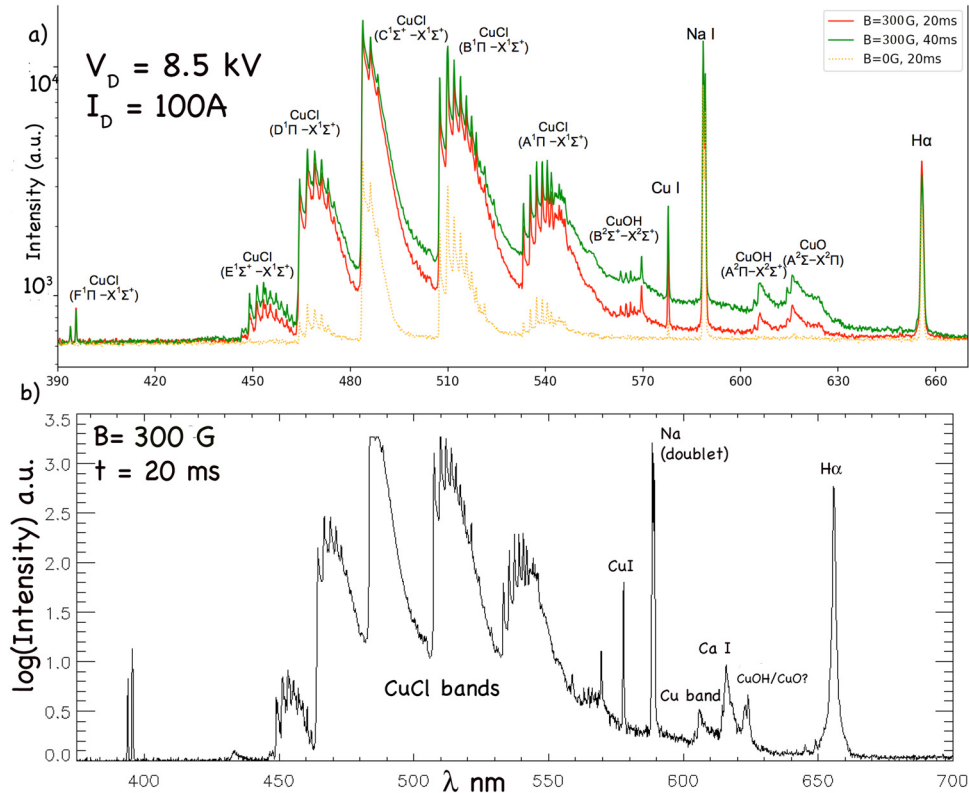 a)
V_D = 8.5 kV
I_D = 100A
B=300G, 20ms
B=300G, 40ms
B=0G, 20ms
CuCl
(F¹Π –X¹Σ⁺)
CuCl
(E¹Σ⁺ –X¹Σ⁺)
CuCl
(D¹Π –X¹Σ⁺)
CuCl
(C¹Σ⁺ –X¹Σ⁺)
CuCl
(B¹Π –X¹Σ⁺)
CuCl
(A¹Π –X¹Σ⁺)
CuOH
(B²Σ⁺–X²Σ⁺)
Cu I
Na I
CuOH
(A²Π–X²Σ⁺)
CuO
(A²Σ–X²Π)
Hα
Intensity (a.u.)
10⁴
10³
390 420 450 480 510 540 570 600 630 660
b)
B= 300 G
t = 20 ms
CuCl bands
CuI
Na
(doublet)
Cu band
Ca I
CuOH/CuO?
Hα
log(Intensity) a.u.
3.5
3.0
2.5
2.0
1.5
1.0
0.5
0.0
400 450 500 550 600 650 700
λ nm